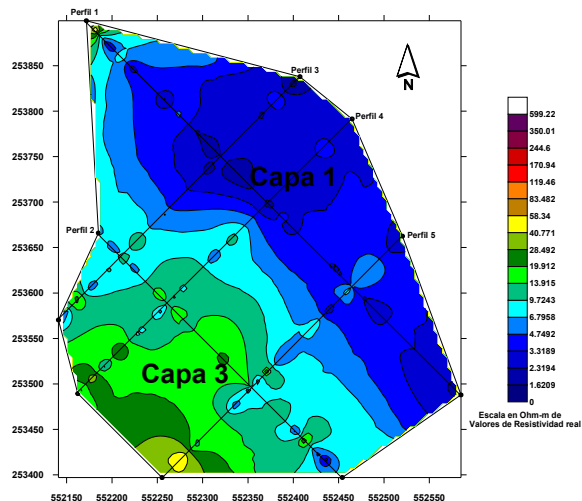 Perfil 1
Perfil 3
Perfil 4
Perfil 2
Perfil 5
N
Capa 1
Capa 3
253850
253800
253750
253700
253650
253600
253550
253500
253450
253400
552150 552200 552250 552300 552350 552400 552450 552500 552550
599.22
350.01
244.6
170.94
119.46
83.482
58.34
40.771
28.492
19.912
13.915
9.7243
6.7958
4.7492
3.3189
2.3194
1.6209
0
Escala en Ohm-m de
Valores de Resistividad real